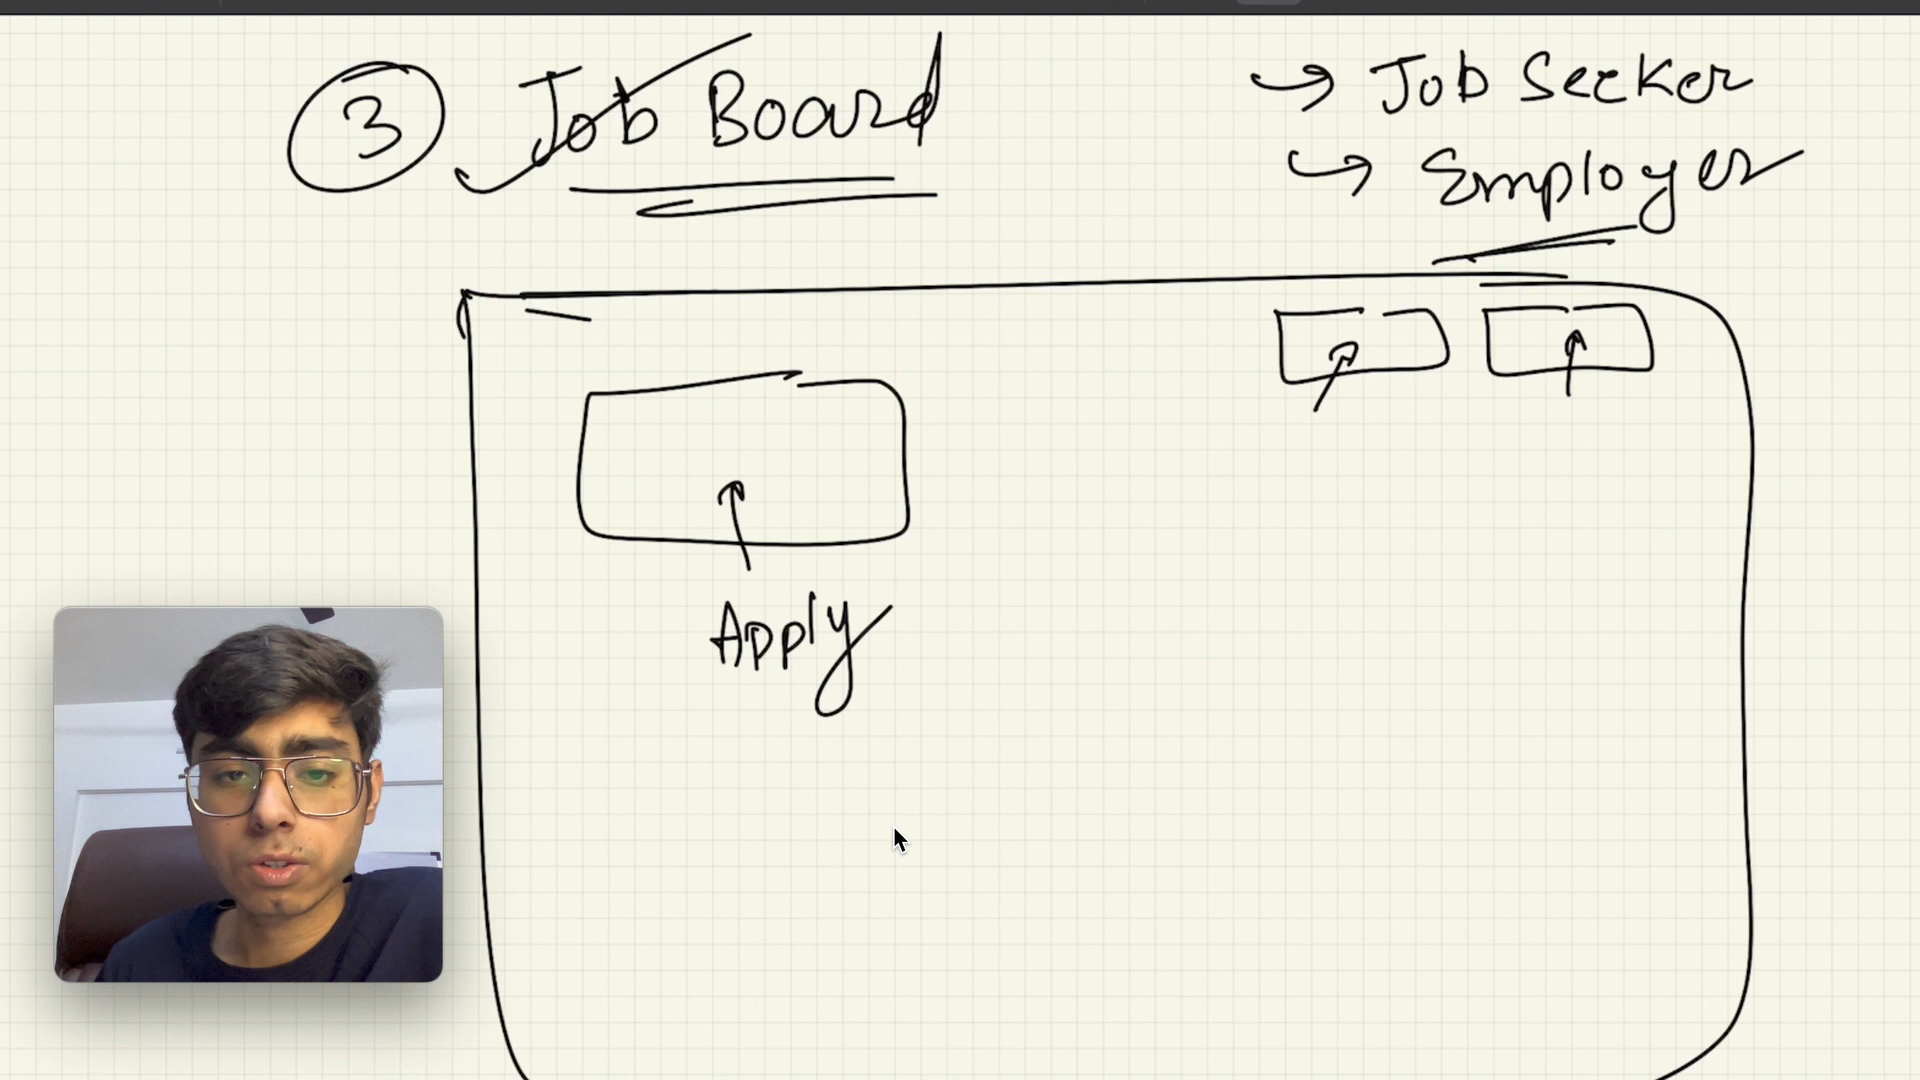 3 Job Board
→ Job Seeker
→ Employer
Apply